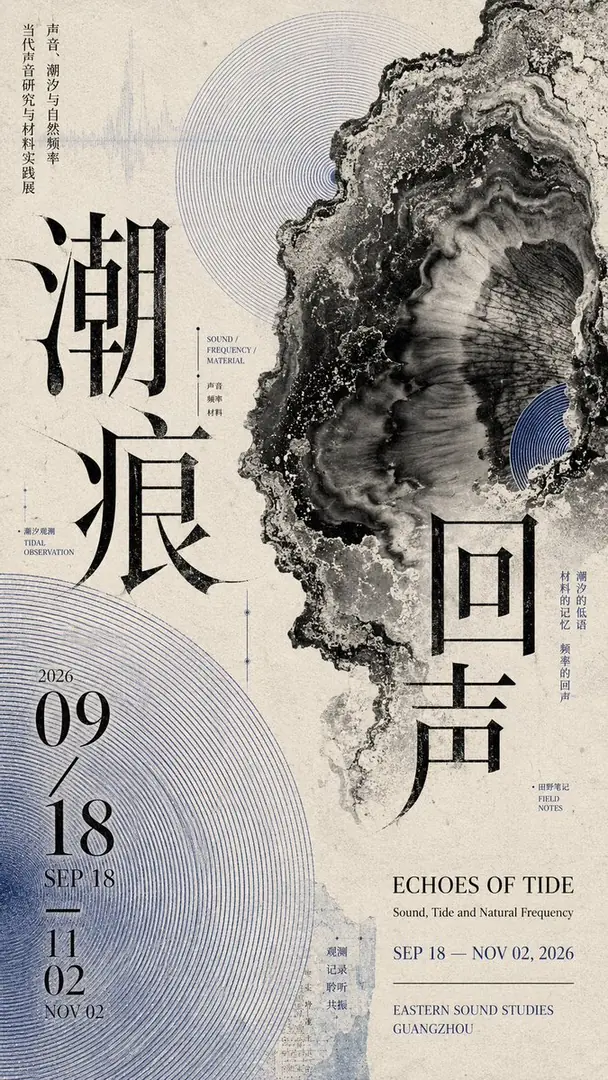 声音、潮汐与自然频率
当代声音研究与材料实践展
潮痕
回声
SOUND /
FREQUENCY /
MATERIAL
声音
频率
材料
潮汐观测
TIDAL
OBSERVATION
潮汐的低语
材料的记忆 频率的回声
2026
09
/
18
SEP 18
—
11
02
NOV 02
田野笔记
FIELD
NOTES
ECHOES OF TIDE
Sound, Tide and Natural Frequency
SEP 18 — NOV 02, 2026
EASTERN SOUND STUDIES
GUANGZHOU
观测
记录
聆听
共振